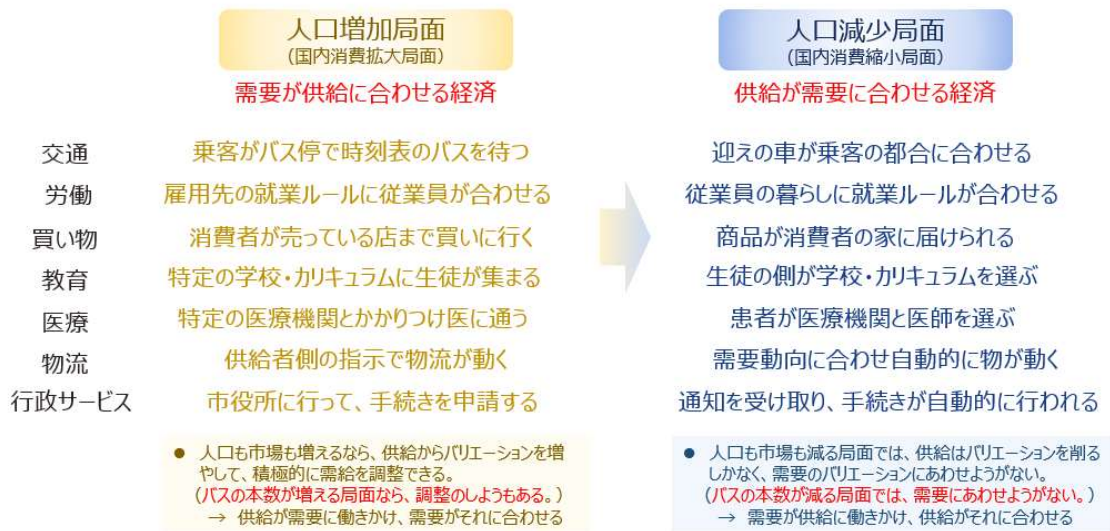 人口増加局面
(国内消費拡大局面)
需要が供給に合わせる経済
人口減少局面
(国内消費縮小局面)
供給が需要に合わせる経済
交通
乗客がバス停で時刻表のバスを待つ
迎えの車が乗客の都合に合わせる
労働
雇用先の就業ルールに従業員が合わせる
従業員の暮らしに就業ルールが合わせる
買い物
消費者が売っている店まで買いに行く
商品が消費者の家に届けられる
教育
特定の学校・カリキュラムに生徒が集まる
生徒の側が学校・カリキュラムを選ぶ
医療
特定の医療機関とかかりつけ医に通う
患者が医療機関と医師を選ぶ
物流
供給者側の指示で物流が動く
需要動向に合わせ自動的に物が動く
行政サービス
市役所に行って、手続きを申請する
通知を受け取り、手続きが自動的に行われる
● 人口も市場も増えるなら、供給からバリエーションを増
やして、積極的に需給を調整できる。
(バスの本数が増える局面なら、調整のしようもある。)
→ 供給が需要に働きかけ、需要がそれに合わせる
● 人口も市場も減る局面では、供給はバリエーションを削る
しかなく、需要のバリエーションにあわせようがない。
(バスの本数が減る局面では、需要にあわせようがない。)
→ 需要が供給に働きかけ、供給がそれに合わせる